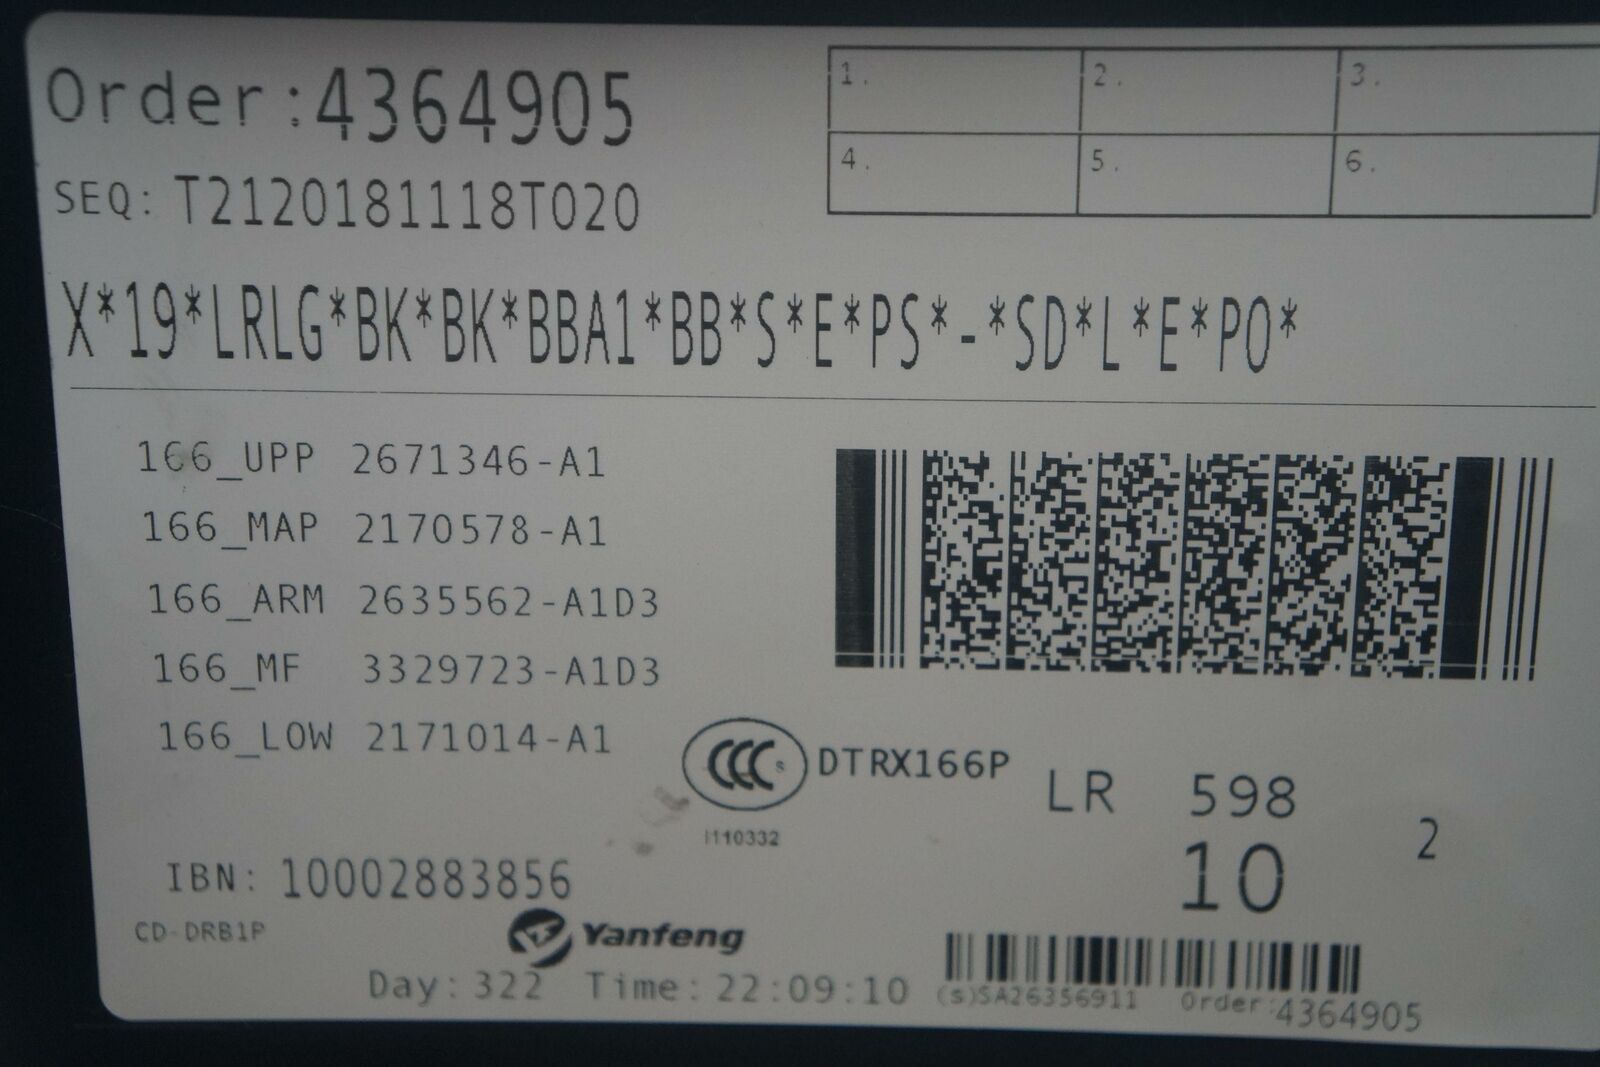 Order:4364905
1. 2. 3.
SEQ: T2120181118T020
4. 5. 6.
X*19*LRLG*BK*BK*BBA1*BB*S*E*PS*-*SD*L*E*PO*
166_UPP 2671346-A1
166_MAP 2170578-A1
166_ARM 2635562-A1D3
166_MF 3329723-A1D3
166_LOW 2171014-A1
CCC S DTRX166P
LR 598
I110332
2
10
IBN: 10002883856
CD-DRB1P
Yanfeng
Day: 322 Time: 22:09:10
(s)SA26356911 Order:4364905